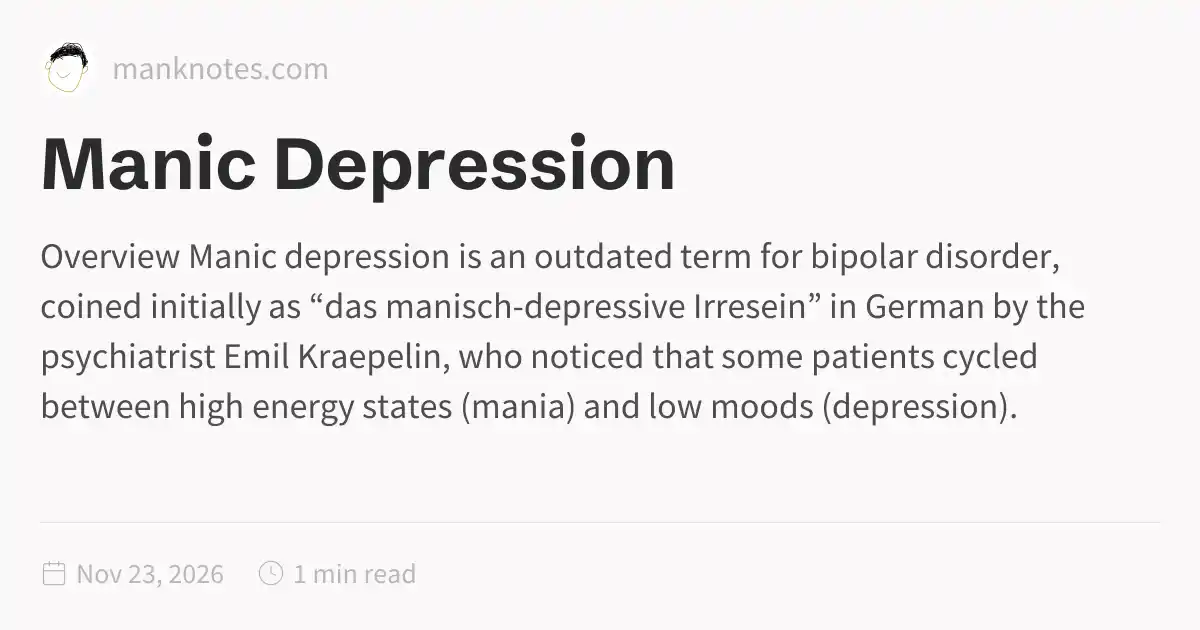 manknotes.com
Manic Depression
Overview Manic depression is an outdated term for bipolar disorder,
coined initially as “das manisch-depressive Irresein” in German by the
psychiatrist Emil Kraepelin, who noticed that some patients cycled
between high energy states (mania) and low moods (depression).
Nov 23, 2026 1 min read